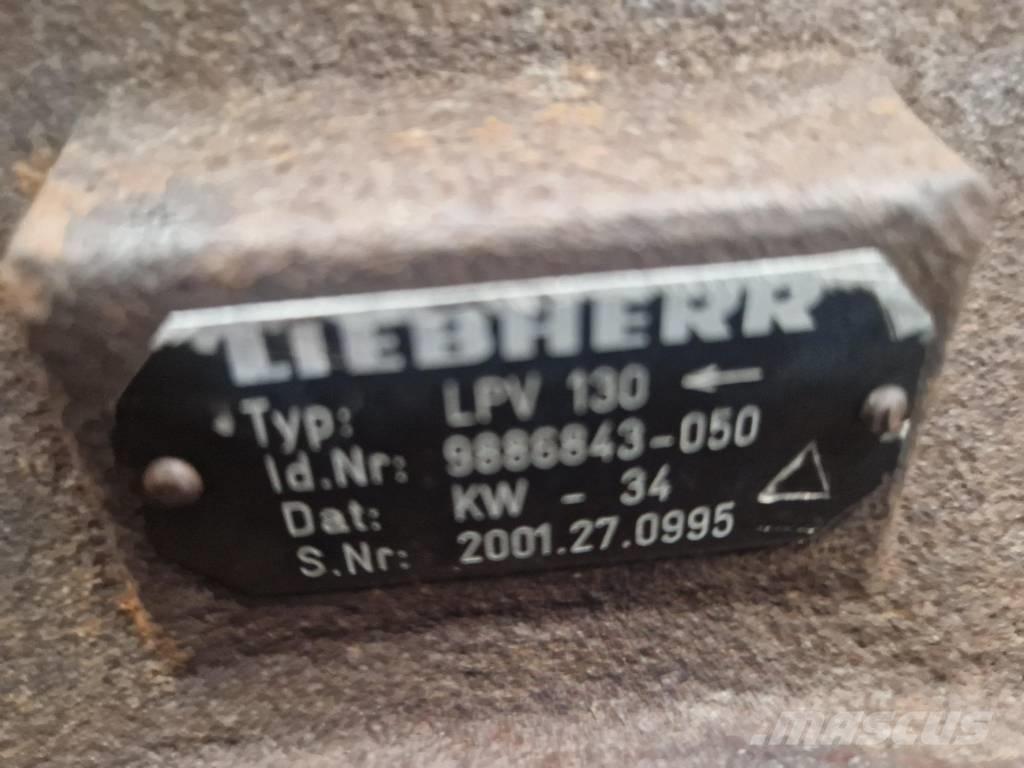 LIEBHERR
Typ: LPV 130 ←
Id.Nr: 9886843-050
Dat: KW - 34
S.Nr: 2001.27.0995
MASCUS